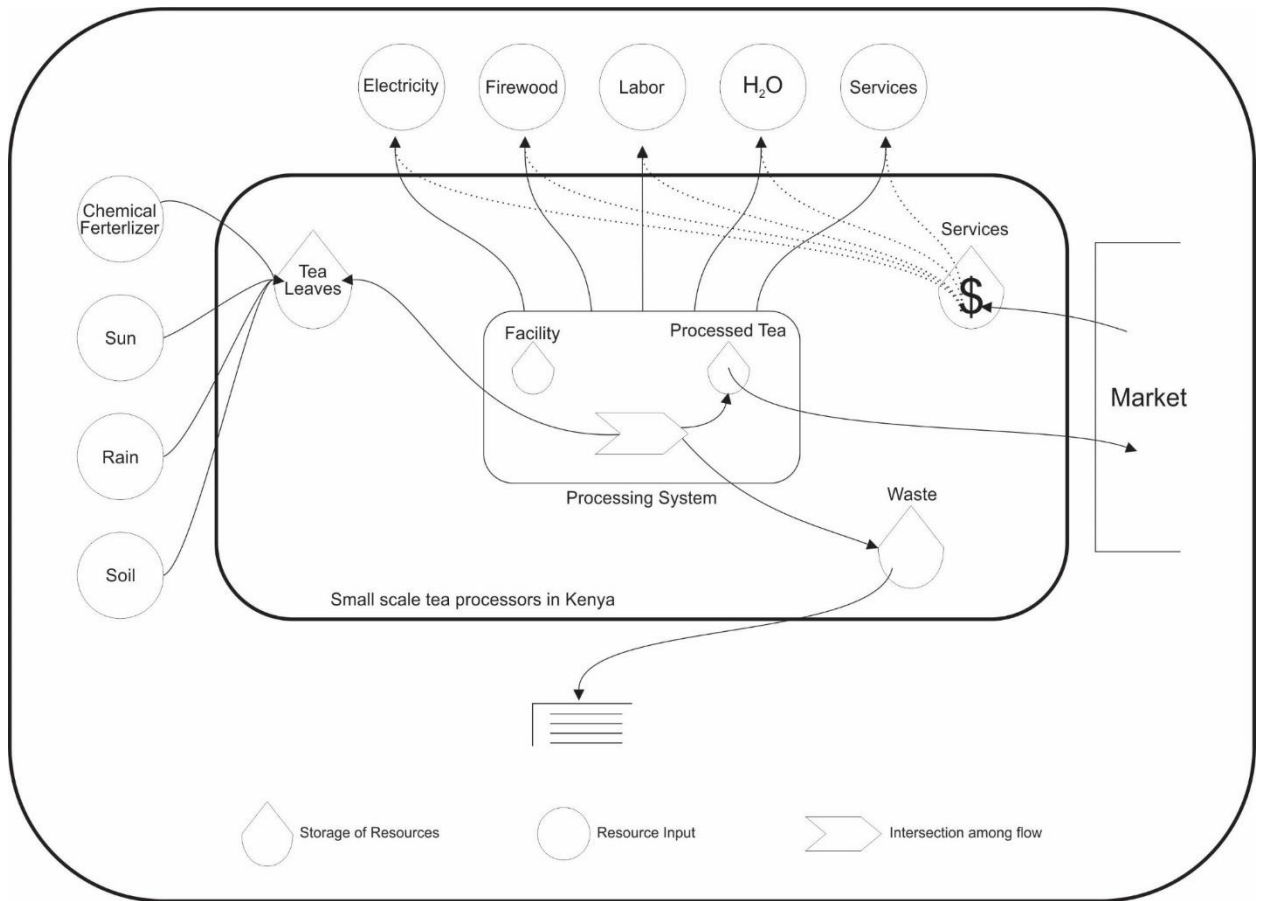 Electricity
Firewood
Labor
H₂O
Services
Chemical
Ferterlizer
Sun
Rain
Soil
Tea
Leaves
Services
$
Facility
Processed Tea
Processing System
Market
Waste
Small scale tea processors in Kenya
Storage of Resources
Resource Input
Intersection among flow